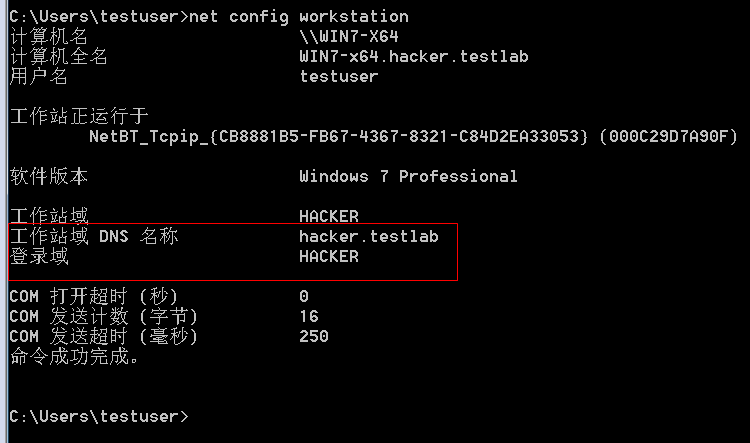 C:\Users\testuser>net config workstation
计算机名 \\WIN7-X64
计算机全名 WIN7-x64.hacker.testlab
用户名 testuser
工作站正运行于
NetBT_Tcpip_{CB8881B5-FB67-4367-8321-C84D2EA33053} (000C29D7A90F)
软件版本 Windows 7 Professional
工作站域 HACKER
工作站域 DNS 名称 hacker.testlab
登录域 HACKER
COM 打开超时 (秒) 0
COM 发送计数 (字节) 16
COM 发送超时 (毫秒) 250
命令成功完成。
C:\Users\testuser>